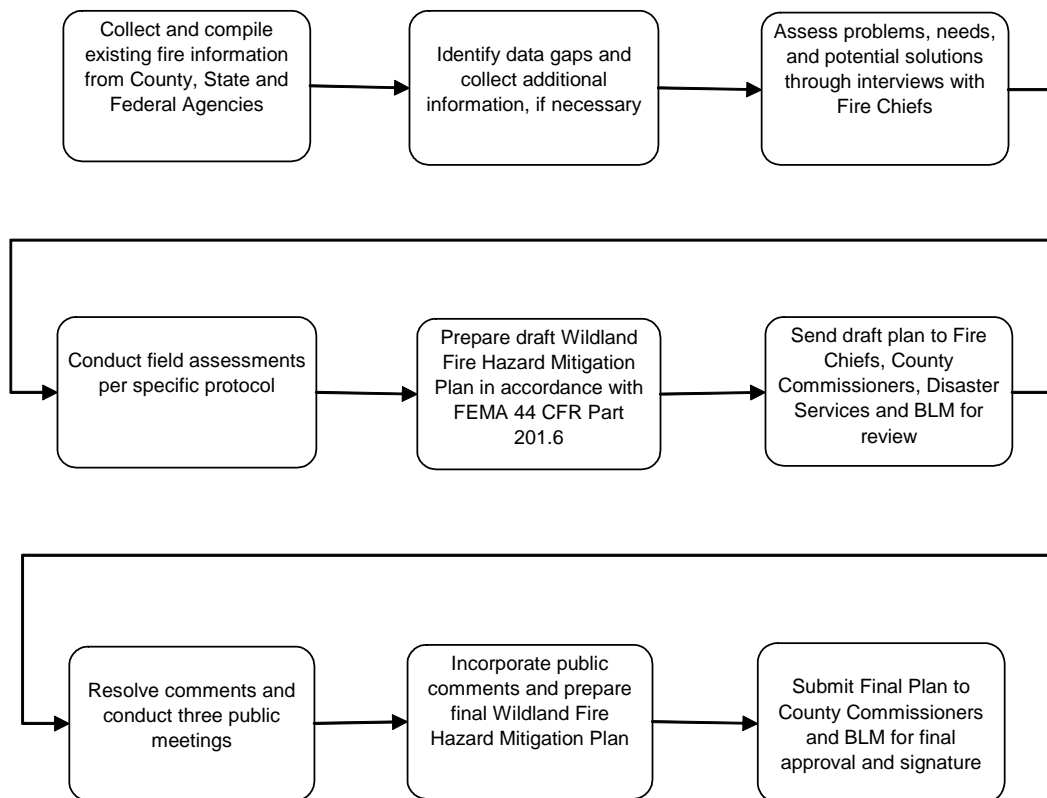 Collect and compile
existing fire information
from County, State and
Federal Agencies
Identify data gaps and
collect additional
information, if necessary
Assess problems, needs,
and potential solutions
through interviews with
Fire Chiefs
Conduct field assessments
per specific protocol
Prepare draft Wildland
Fire Hazard Mitigation
Plan in accordance with
FEMA 44 CFR Part
201.6
Send draft plan to Fire
Chiefs, County
Commissioners, Disaster
Services and BLM for
review
Resolve comments and
conduct three public
meetings
Incorporate public
comments and prepare
final Wildland Fire
Hazard Mitigation Plan
Submit Final Plan to
County Commissioners
and BLM for final
approval and signature